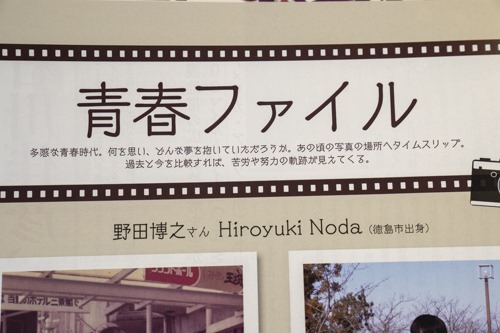 青春ファイル
多感な青春時代。何を思い、どんな夢を抱いていただろうか。あの頃の写真の場所へタイムスリップ。
過去と今を比較すれば、苦労や努力の軌跡が見えてくる。
野田博之さん Hiroyuki Noda（徳島市出身）